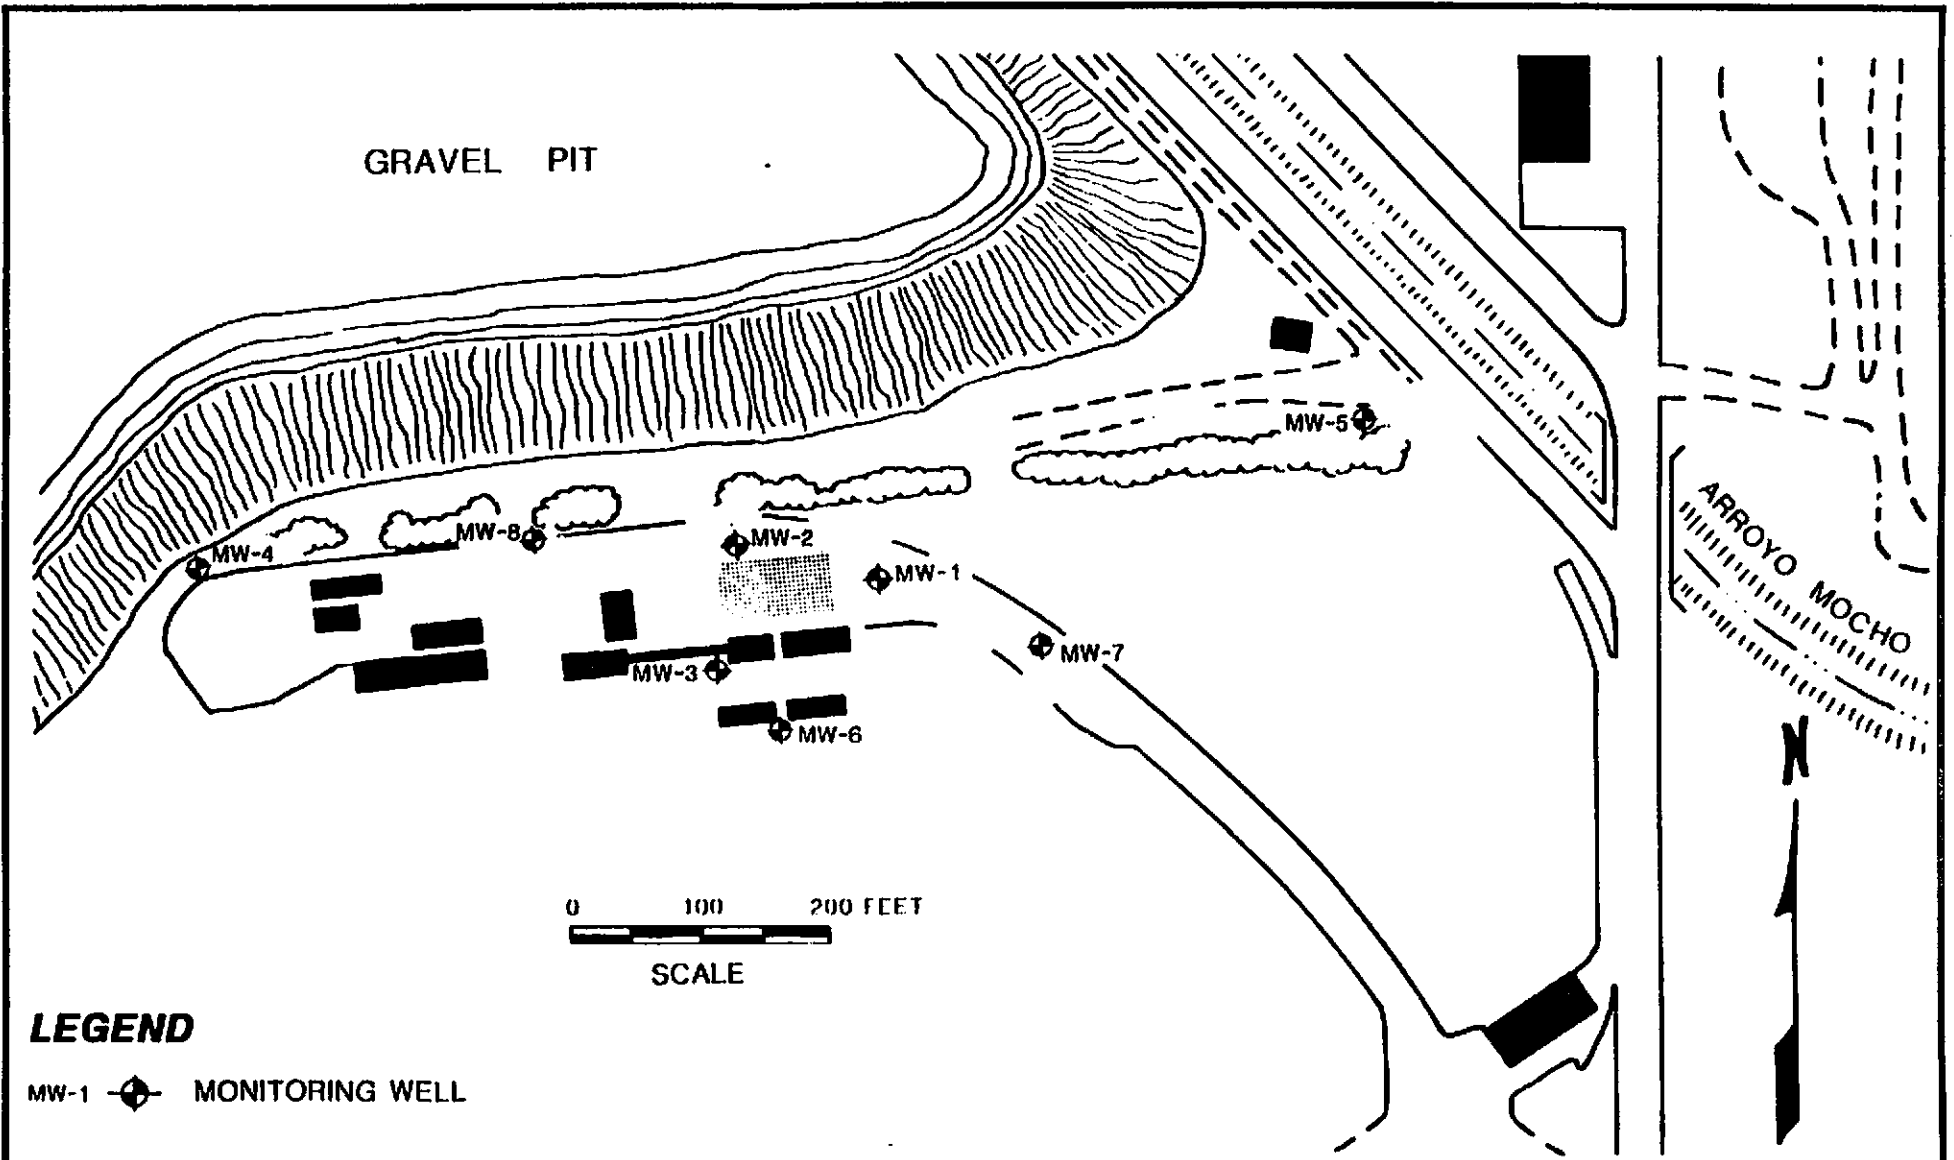 GRAVEL PIT
MW-5
ARROYO MOCHO
MW-8
MW-2
MW-4
MW-1
MW-7
MW-3
MW-6
N
0 100 200 FEET
SCALE
LEGEND
MW-1 MONITORING WELL